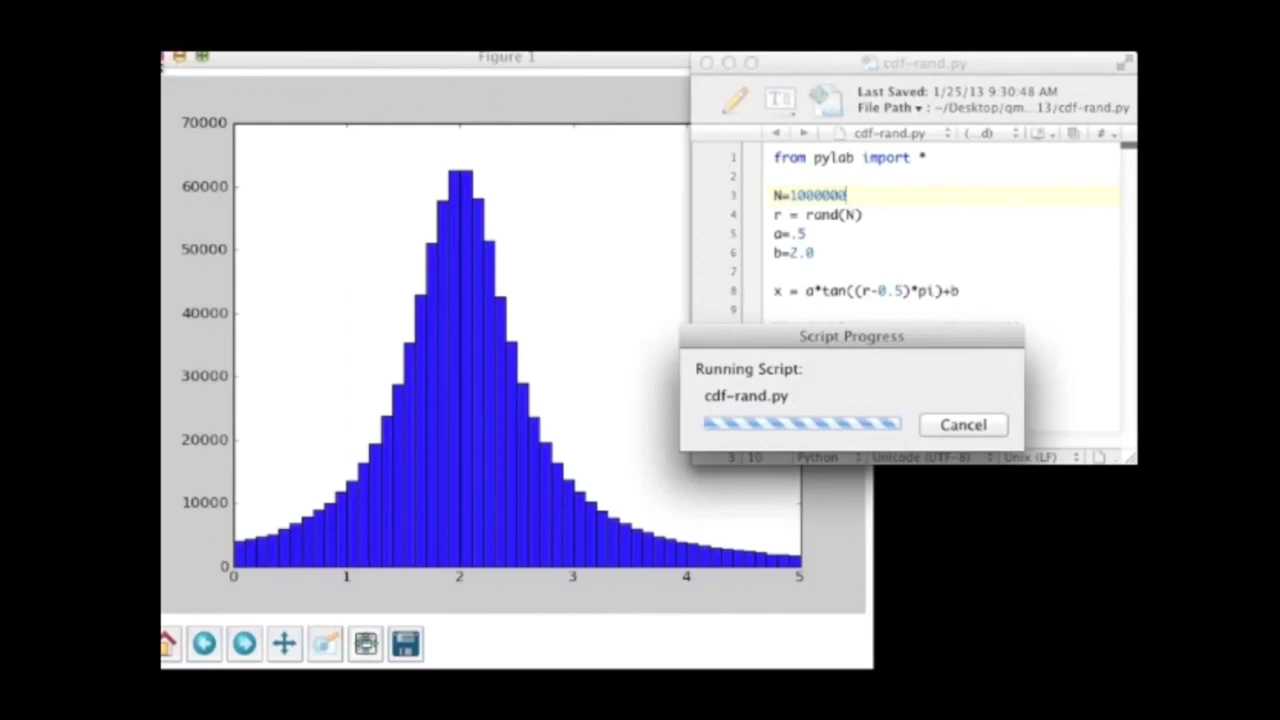 Figure 1
70000
60000
50000
40000
30000
20000
10000
0
0 1 2 3 4 5
cdf-rand.py
Last Saved: 1/25/13 9:30:48 AM
File Path ▾ : ~/Desktop/qm...13/cdf-rand.py
cdf-rand.py (...d) #
1 from pylab import *
2
3 N=1000000
4 r = rand(N)
5 a=.5
6 b=2.0
7
8 x = a*tan((r-0.5)*pi)+b
9
Script Progress
Running Script:
cdf-rand.py
Cancel
3 10 Python Unicode (UTF-8) Unix (LF)